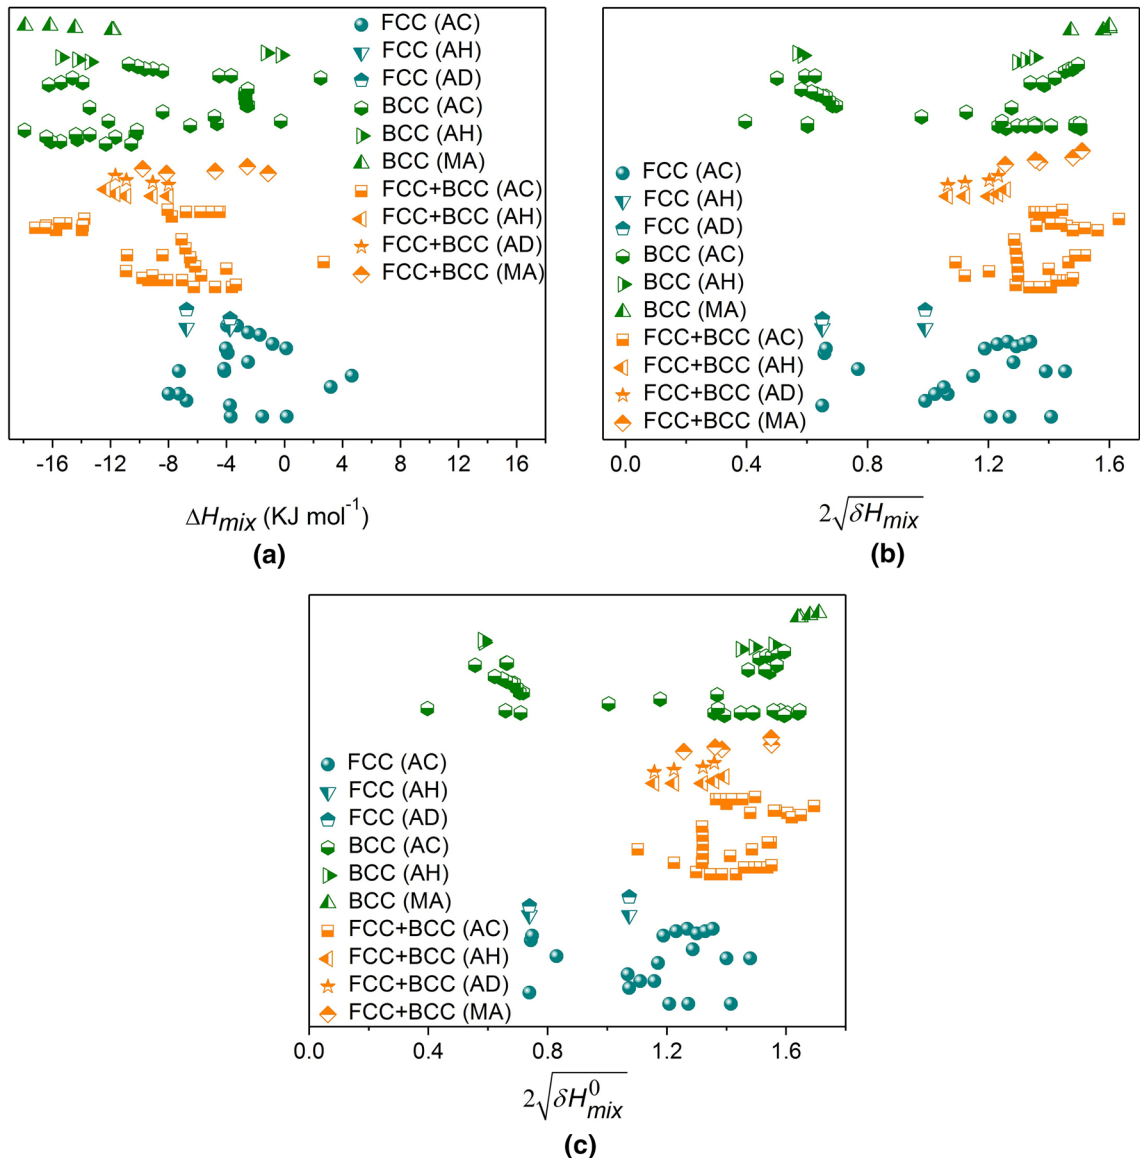 FCC (AC)
FCC (AH)
FCC (AD)
BCC (AC)
BCC (AH)
BCC (MA)
FCC+BCC (AC)
FCC+BCC (AH)
FCC+BCC (AD)
FCC+BCC (MA)
-16 -12 -8 -4 0 4 8 12 16
ΔHmix (KJ mol⁻¹)
(a)
FCC (AC)
FCC (AH)
FCC (AD)
BCC (AC)
BCC (AH)
BCC (MA)
FCC+BCC (AC)
FCC+BCC (AH)
FCC+BCC (AD)
FCC+BCC (MA)
0.0 0.4 0.8 1.2 1.6
2√δHmix
(b)
FCC (AC)
FCC (AH)
FCC (AD)
BCC (AC)
BCC (AH)
BCC (MA)
FCC+BCC (AC)
FCC+BCC (AH)
FCC+BCC (AD)
FCC+BCC (MA)
0.0 0.4 0.8 1.2 1.6
2√δH⁰mix
(c)